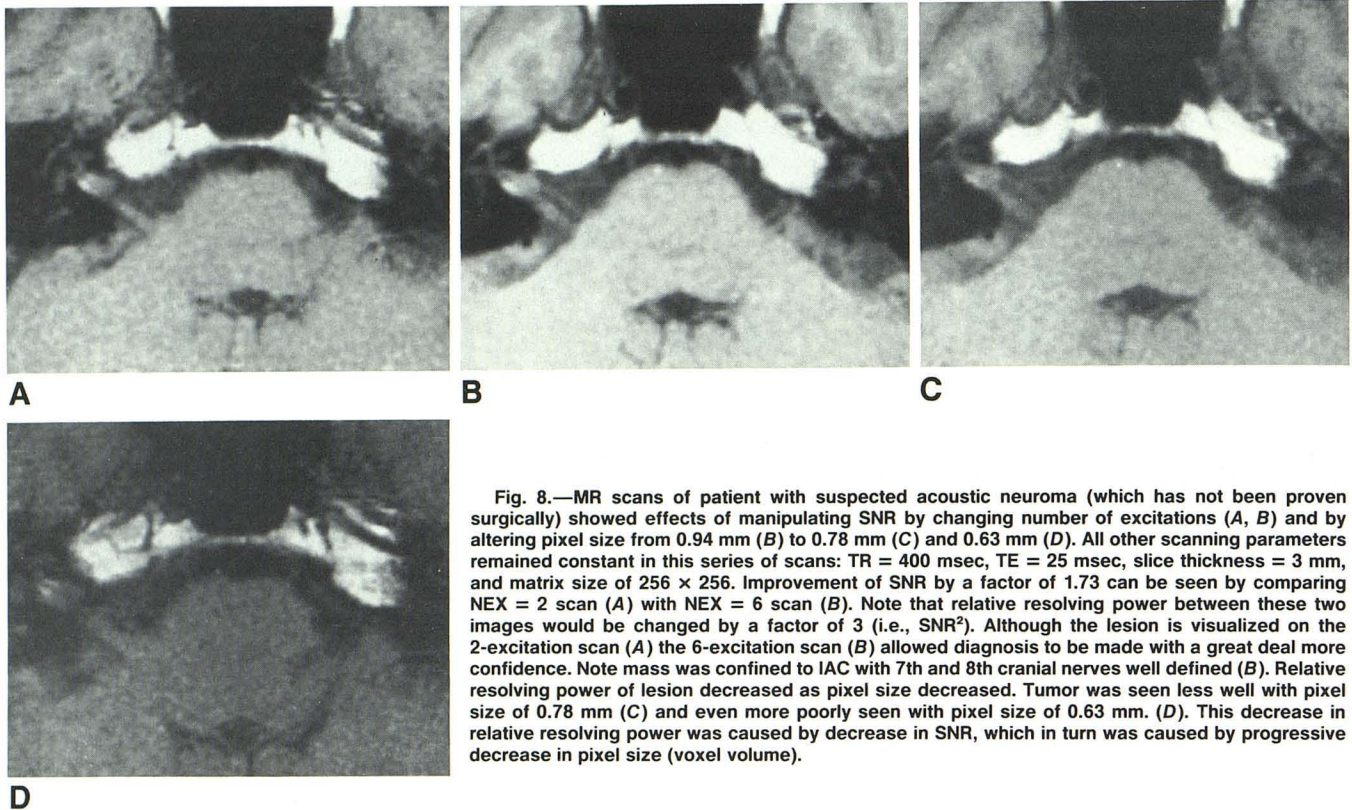 A
B
C
D
Fig. 8.—MR scans of patient with suspected acoustic neuroma (which has not been proven
surgically) showed effects of manipulating SNR by changing number of excitations (A, B) and by
altering pixel size from 0.94 mm (B) to 0.78 mm (C) and 0.63 mm (D). All other scanning parameters
remained constant in this series of scans: TR = 400 msec, TE = 25 msec, slice thickness = 3 mm,
and matrix size of 256 × 256. Improvement of SNR by a factor of 1.73 can be seen by comparing
NEX = 2 scan (A) with NEX = 6 scan (B). Note that relative resolving power between these two
images would be changed by a factor of 3 (i.e., SNR²). Although the lesion is visualized on the
2-excitation scan (A) the 6-excitation scan (B) allowed diagnosis to be made with a great deal more
confidence. Note mass was confined to IAC with 7th and 8th cranial nerves well defined (B). Relative
resolving power of lesion decreased as pixel size decreased. Tumor was seen less well with pixel
size of 0.78 mm (C) and even more poorly seen with pixel size of 0.63 mm. (D). This decrease in
relative resolving power was caused by decrease in SNR, which in turn was caused by progressive
decrease in pixel size (voxel volume).